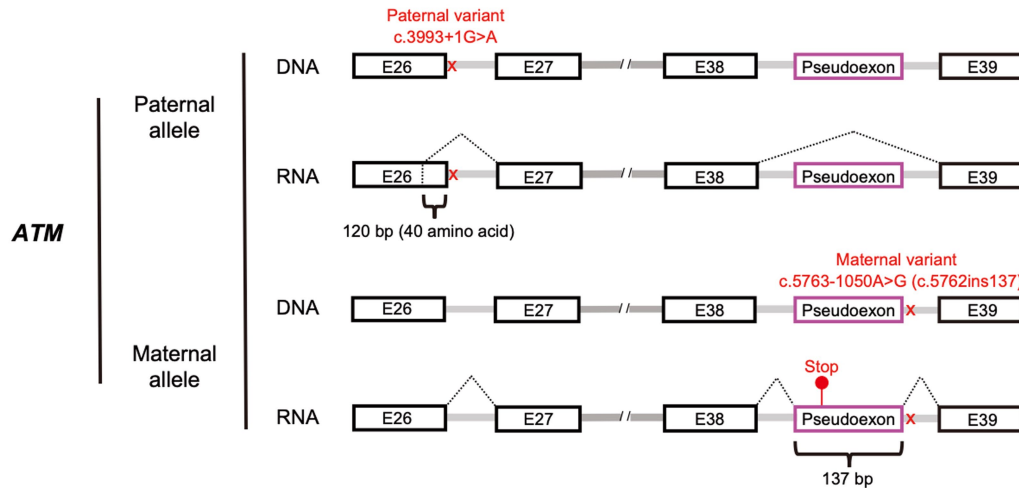 Paternal variant
c.3993+1G>A
DNA E26 x E27 // E38 Pseudoexon E39
Paternal
allele
RNA E26 x E27 // E38 Pseudoexon E39
120 bp (40 amino acid)
ATM
Maternal variant
c.5763-1050A>G (c.5762ins137)
DNA E26 E27 // E38 Pseudoexon x E39
Maternal
allele
Stop
RNA E26 E27 // E38 Pseudoexon x E39
137 bp